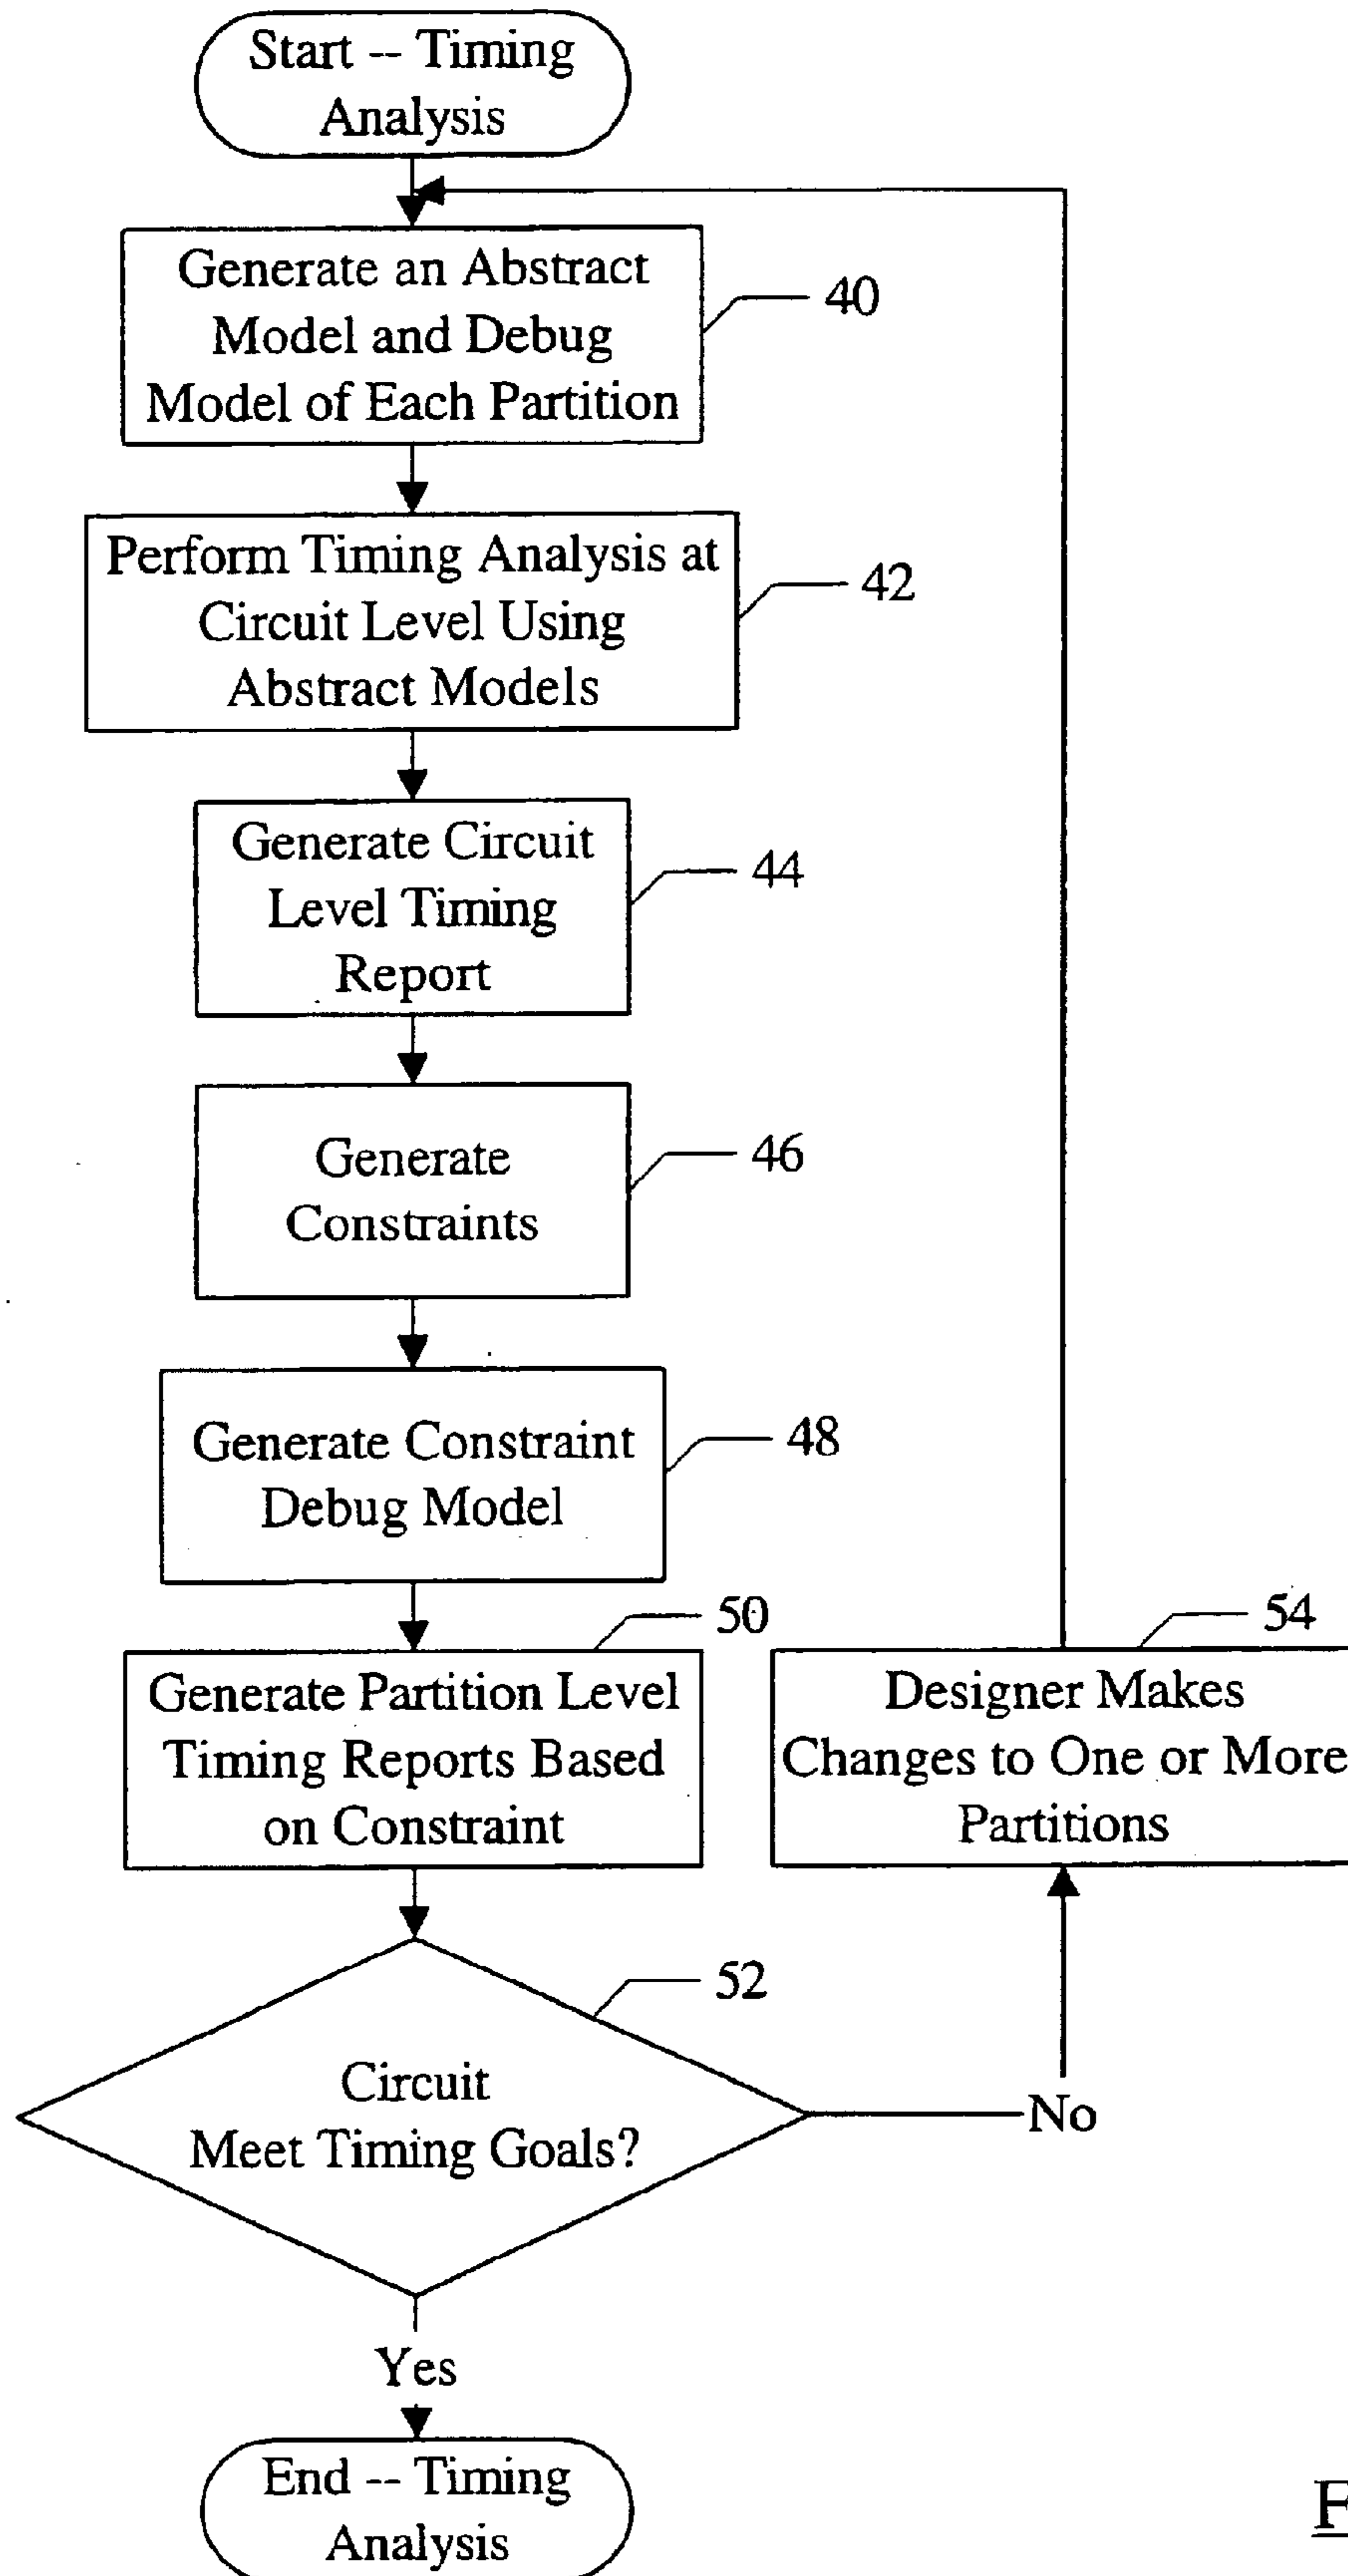 Start -- Timing
Analysis
Generate an Abstract
Model and Debug
Model of Each Partition
40
Perform Timing Analysis at
Circuit Level Using
Abstract Models
42
Generate Circuit
Level Timing
Report
44
Generate
Constraints
46
Generate Constraint
Debug Model
48
Generate Partition Level
Timing Reports Based
on Constraint
50
Designer Makes
Changes to One or More
Partitions
54
Circuit
Meet Timing Goals?
52
No
Yes
End -- Timing
Analysis
F